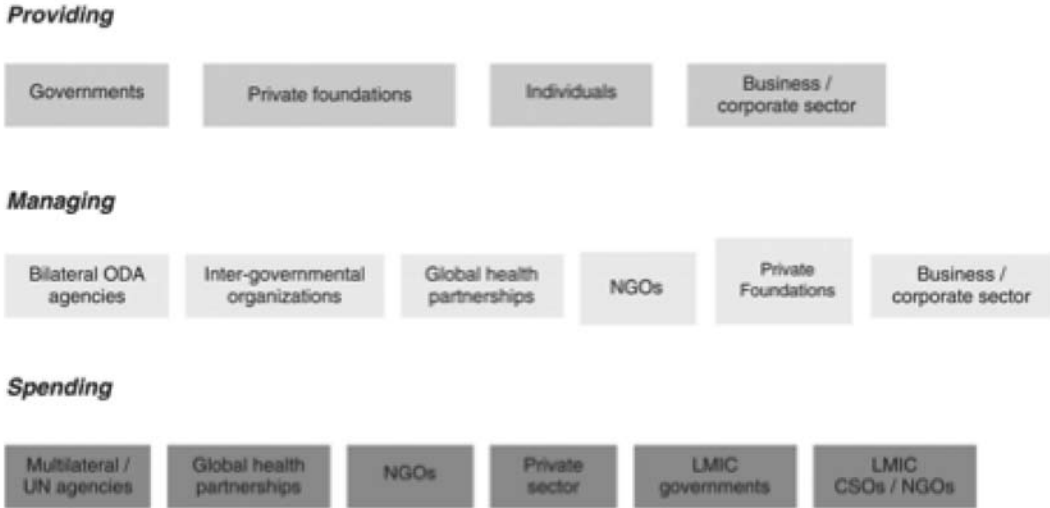 Providing
Governments
Private foundations
Individuals
Business /
corporate sector
Managing
Bilateral ODA
agencies
Inter-governmental
organizations
Global health
partnerships
NGOs
Private
Foundations
Business /
corporate sector
Spending
Multilateral /
UN agencies
Global health
partnerships
NGOs
Private
sector
LMIC
governments
LMIC
CSOs / NGOs